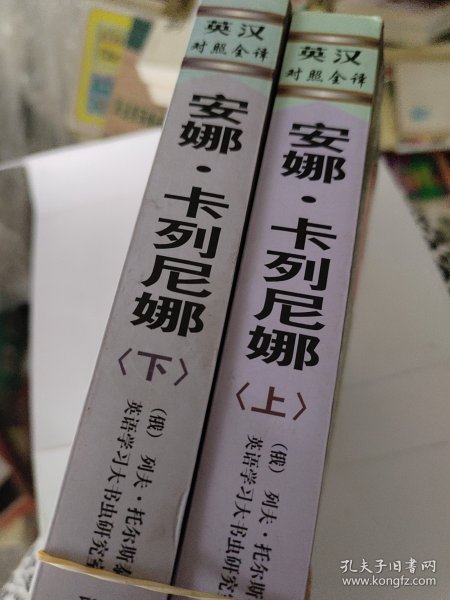 英汉
对照全译
安娜·卡列尼娜
〈下〉
(俄) 列夫·托尔斯泰
英语学习大书虫研究室
英汉
对照全译
安娜·卡列尼娜
〈上〉
(俄) 列夫·托尔斯
英语学习大书虫研究
孔夫子旧书网
www.kongfz.com